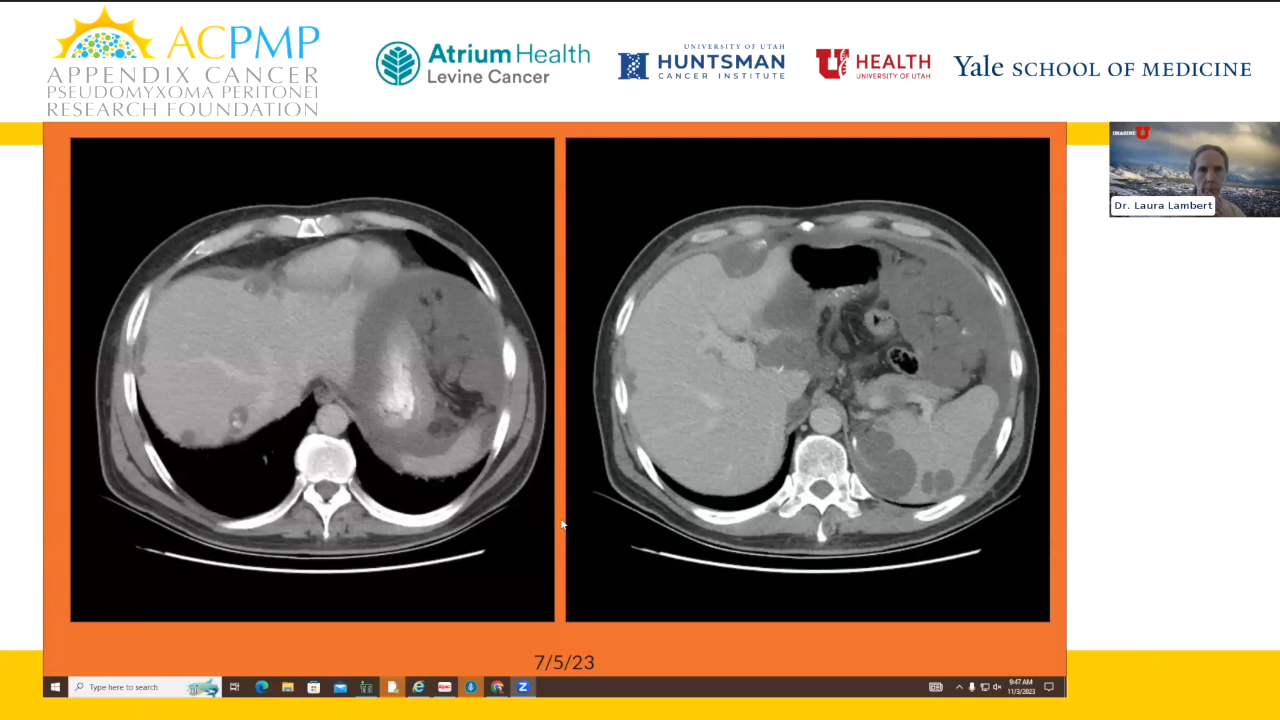 ACPMP
APPENDIX CANCER
PSEUDOMYXOMA PERITONEI
RESEARCH FOUNDATION
Atrium Health
Levine Cancer
UNIVERSITY OF UTAH
HUNTSMAN
CANCER INSTITUTE
U
HEALTH
UNIVERSITY OF UTAH
Yale SCHOOL OF MEDICINE
IMAGINE U
Dr. Laura Lambert
7/5/23
Type here to search
9:47 AM
11/3/2023